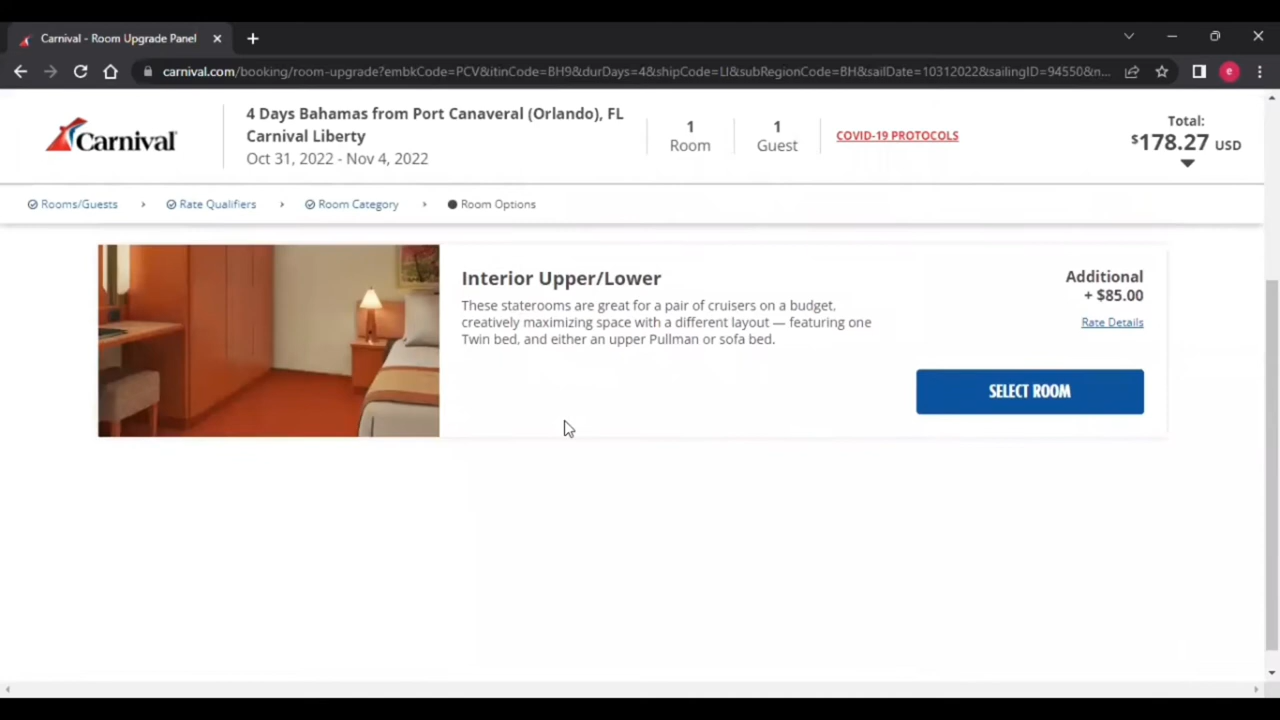 Carnival - Room Upgrade Panel
carnival.com/booking/room-upgrade?embkCode=PCV&itinCode=BH9&durDays=4&shipCode=LI&subRegionCode=BH&sailDate=10312022&sailingID=94550&n...
e
Carnival
4 Days Bahamas from Port Canaveral (Orlando), FL
Carnival Liberty
Oct 31, 2022 - Nov 4, 2022
1
Room
1
Guest
COVID-19 PROTOCOLS
Total:
$178.27 USD
Rooms/Guests
Rate Qualifiers
Room Category
Room Options
Interior Upper/Lower
These staterooms are great for a pair of cruisers on a budget,
creatively maximizing space with a different layout — featuring one
Twin bed, and either an upper Pullman or sofa bed.
Additional
+ $85.00
Rate Details
SELECT ROOM